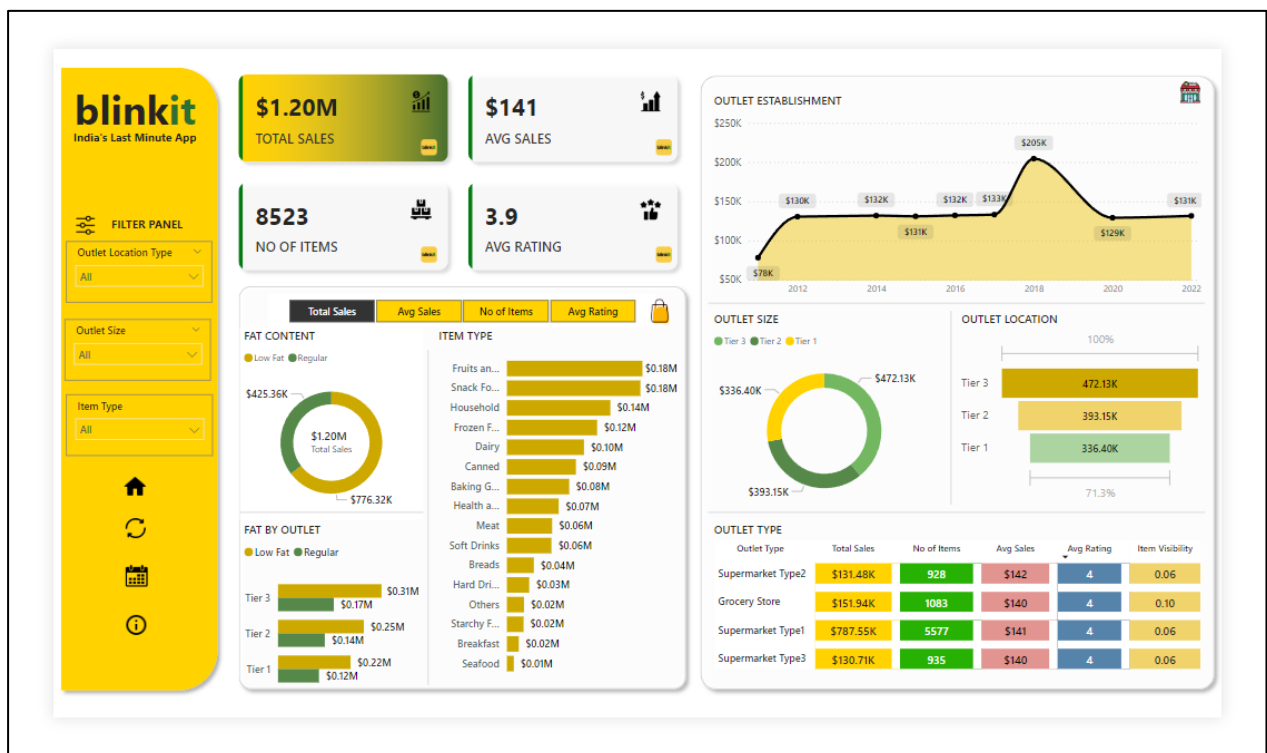 blinkit
India's Last Minute App
FILTER PANEL
Outlet Location Type
All
Outlet Size
All
Item Type
All
$1.20M
TOTAL SALES
$141
AVG SALES
8523
NO OF ITEMS
3.9
AVG RATING
Total Sales Avg Sales No of Items Avg Rating
FAT CONTENT
Low Fat Regular
$425.36K
$1.20M
Total Sales
$776.32K
FAT BY OUTLET
Low Fat Regular
Tier 3 $0.31M
$0.17M
Tier 2 $0.25M
$0.14M
Tier 1 $0.22M
$0.12M
ITEM TYPE
Fruits an... $0.18M
Snack Fo... $0.18M
Household $0.14M
Frozen F... $0.12M
Dairy $0.10M
Canned $0.09M
Baking G... $0.08M
Health a... $0.07M
Meat $0.06M
Soft Drinks $0.06M
Breads $0.04M
Hard Dri... $0.03M
Others $0.02M
Starchy F... $0.02M
Breakfast $0.02M
Seafood $0.01M
OUTLET ESTABLISHMENT
$250K
$200K
$150K
$100K
$50K
$78K $130K $132K $131K $132K $133K $205K $129K $131K
2012 2014 2016 2018 2020 2022
OUTLET SIZE
Tier 3 Tier 2 Tier 1
$336.40K
$472.13K
$393.15K
OUTLET LOCATION
100%
Tier 3 472.13K
Tier 2 393.15K
Tier 1 336.40K
71.3%
OUTLET TYPE
Outlet Type Total Sales No of Items Avg Sales Avg Rating Item Visibility
Supermarket Type2 $131.48K 928 $142 4 0.06
Grocery Store $151.94K 1083 $140 4 0.10
Supermarket Type1 $787.55K 5577 $141 4 0.06
Supermarket Type3 $130.71K 935 $140 4 0.06